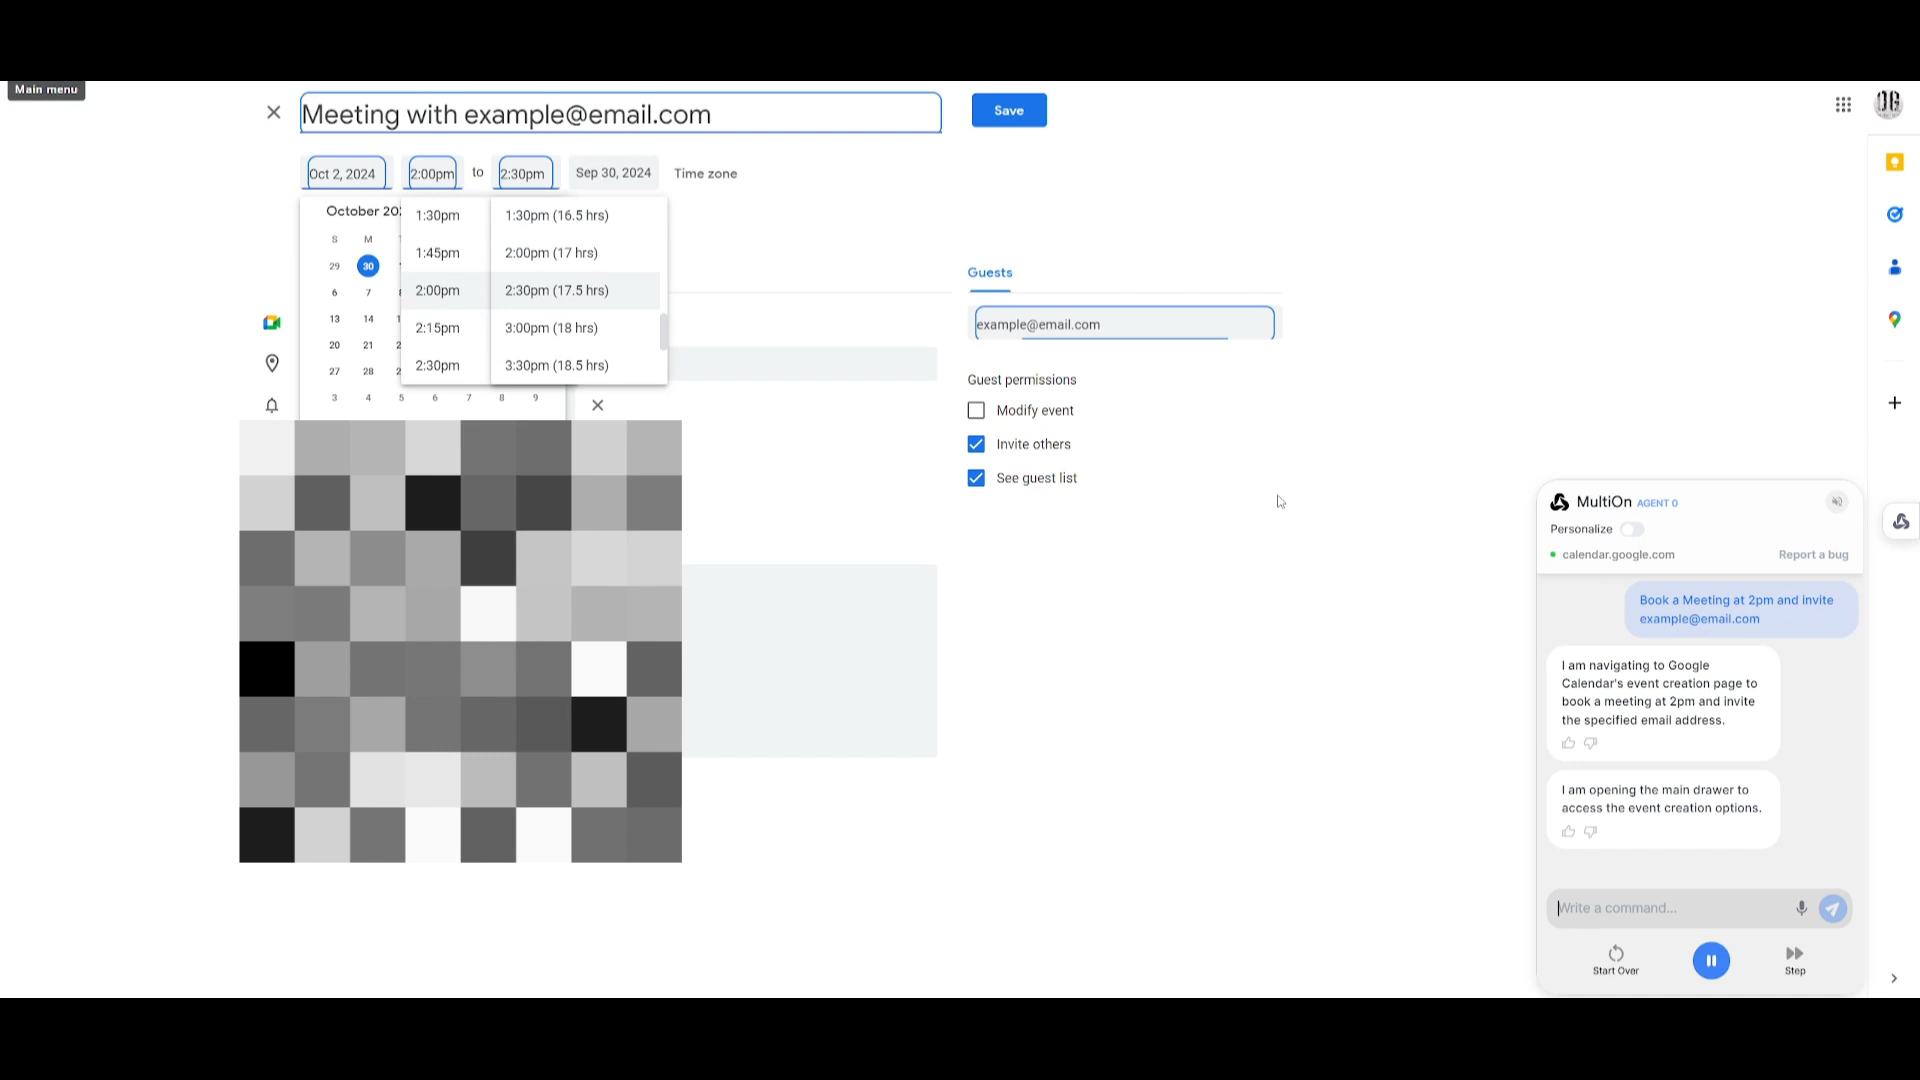 Main menu
Meeting with example@email.com
Save
Oct 2, 2024
2:00pm
to
2:30pm
Sep 30, 2024
Time zone
October 20
S M
29 30
6 7
13 14
20 21
27 28
3 4 5 6 7 8 9
1:30pm
1:45pm
2:00pm
2:15pm
2:30pm
1:30pm (16.5 hrs)
2:00pm (17 hrs)
2:30pm (17.5 hrs)
3:00pm (18 hrs)
3:30pm (18.5 hrs)
Guests
example@email.com
Guest permissions
Modify event
Invite others
See guest list
MultiOn AGENT 0
Personalize
calendar.google.com
Report a bug
Book a Meeting at 2pm and invite
example@email.com
I am navigating to Google
Calendar's event creation page to
book a meeting at 2pm and invite
the specified email address.
I am opening the main drawer to
access the event creation options.
Write a command...
Start Over
Step